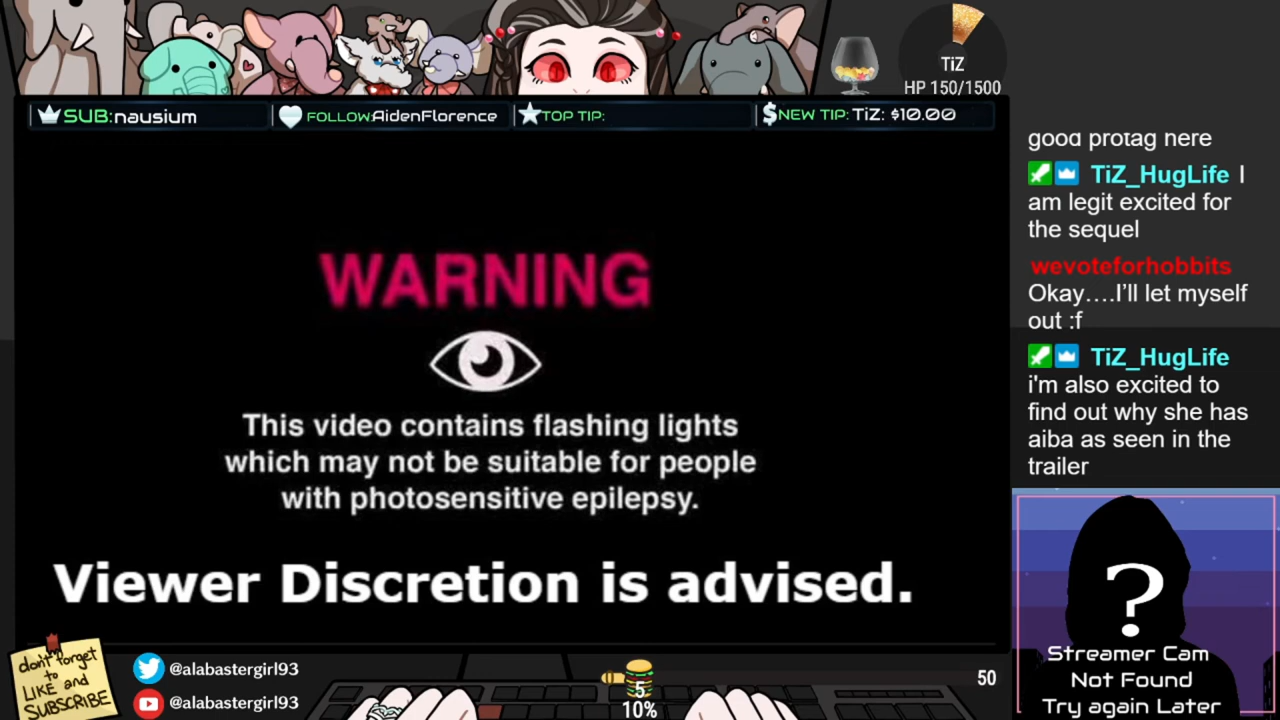 TiZ
HP 150/1500
SUB:nausium
FOLLOW:AidenFlorence
TOP TIP:
NEW TIP: TiZ: $10.00
WARNING
This video contains flashing lights
which may not be suitable for people
with photosensitive epilepsy.
Viewer Discretion is advised.
good protag here
TiZ_HugLife I
am legit excited for
the sequel
wevoteforhobbits
Okay....I'll let myself
out :f
TiZ_HugLife
i'm also excited to
find out why she has
aiba as seen in the
trailer
?
Streamer Cam
Not Found
Try again Later
don't forget
to
LIKE and
SUBSCRIBE
@alabastergirl93
@alabastergirl93
5
10%
50